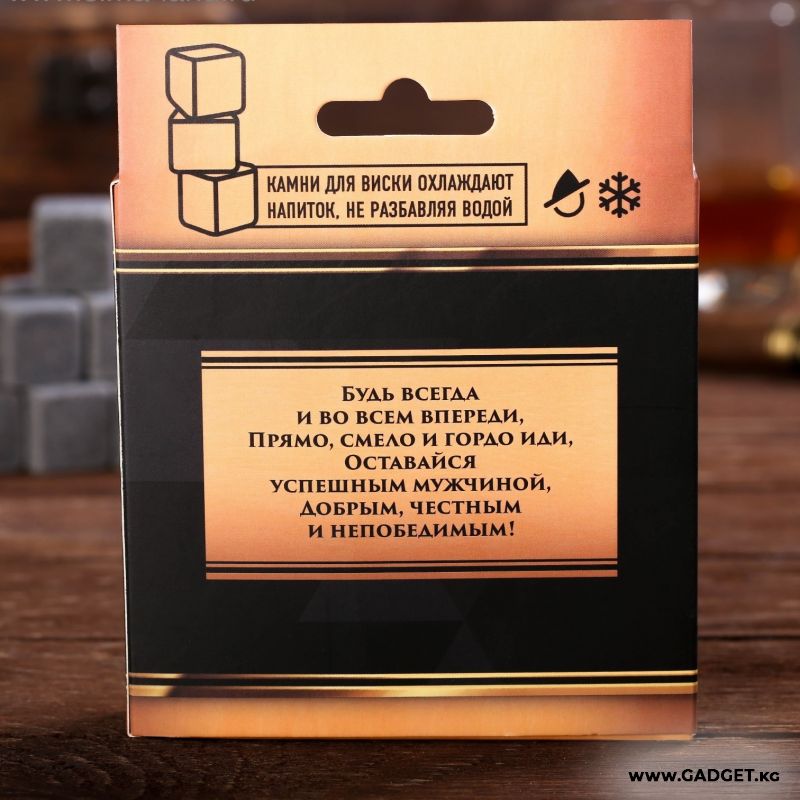 КАМНИ ДЛЯ ВИСКИ ОХЛАЖДАЮТ
НАПИТОК, НЕ РАЗБАВЛЯЯ ВОДОЙ
БУДЬ ВСЕГДА
И ВО ВСЕМ ВПЕРЕДИ,
ПРЯМО, СМЕЛО И ГОРДО ИДИ,
ОСТАВАЙСЯ
УСПЕШНЫМ МУЖЧИНОЙ,
ДОБРЫМ, ЧЕСТНЫМ
И НЕПОБЕДИМЫМ!
WWW.GADGET.KG